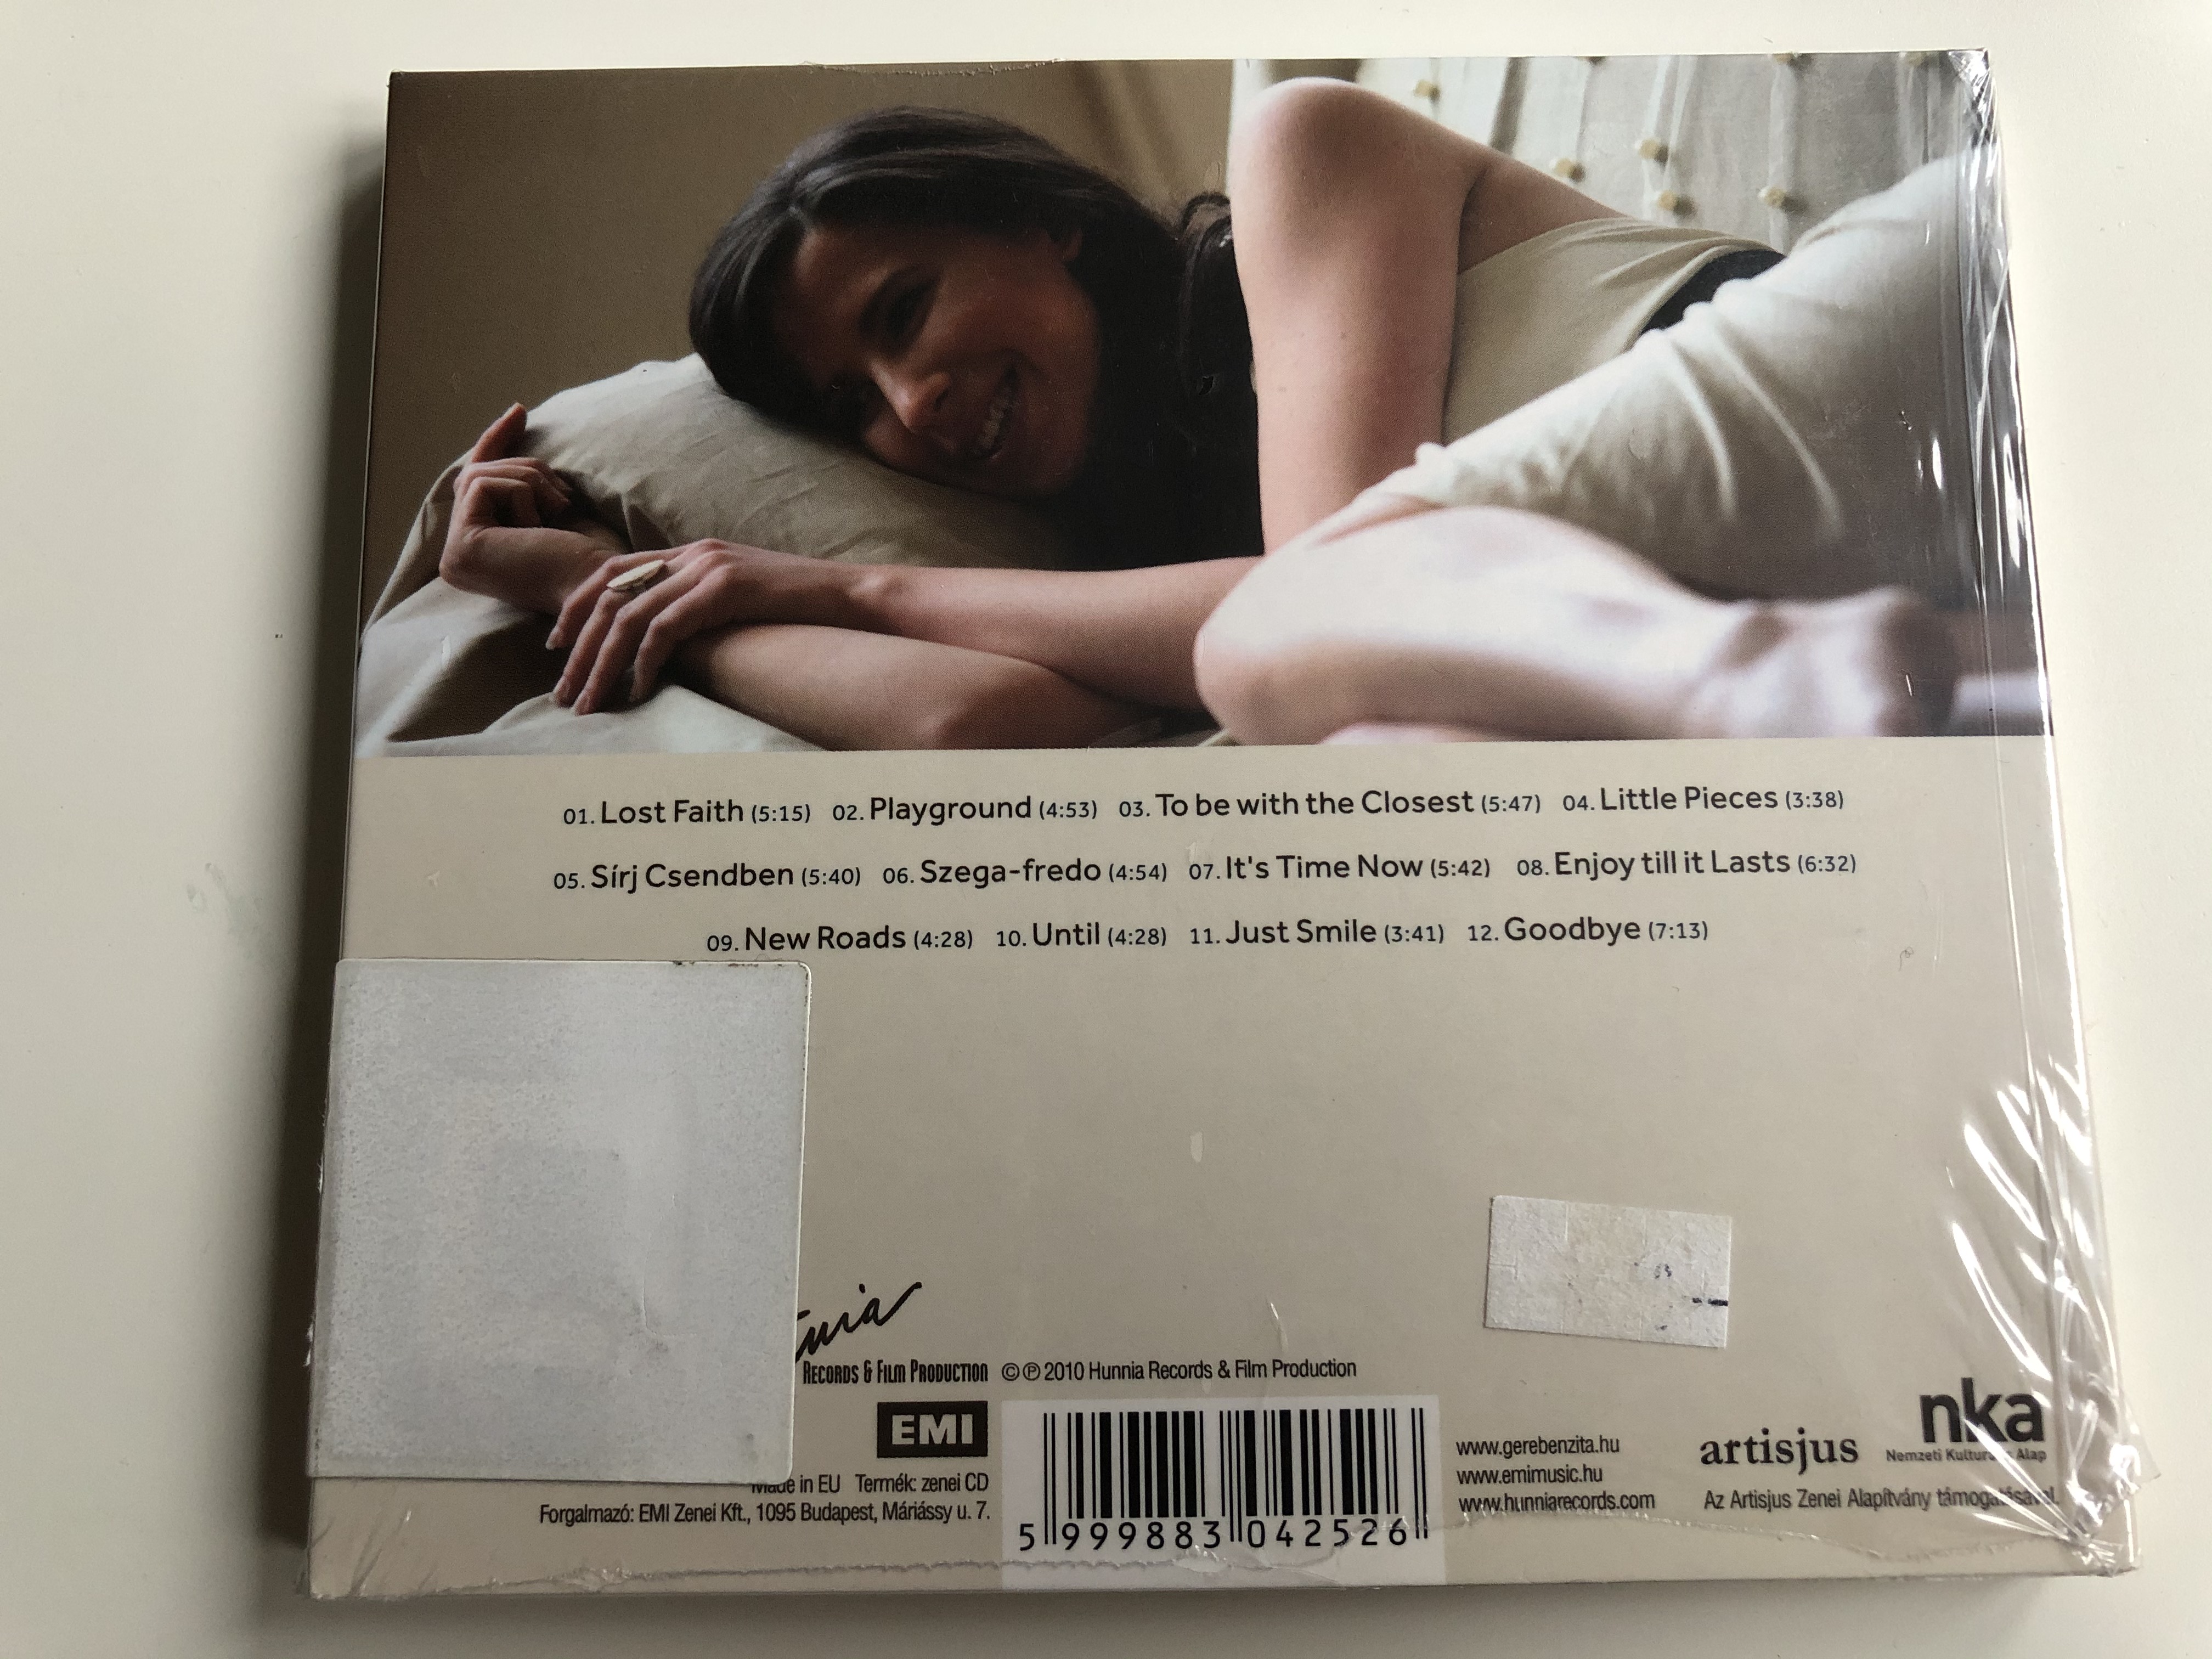 01. Lost Faith (5:15) 02. Playground (4:53) 03. To be with the Closest (5:47) 04. Little Pieces (3:38)
05. Sírj Csendben (5:40) 06. Szega-fredo (4:54) 07. It's Time Now (5:42) 08. Enjoy till it Lasts (6:32)
09. New Roads (4:28) 10. Until (4:28) 11. Just Smile (3:41) 12. Goodbye (7:13)
RECORDS & FILM PRODUCTION ©℗ 2010 Hunnia Records & Film Production
EMI
Made in EU Termék: zenei CD
Forgalmazó: EMI Zenei Kft., 1095 Budapest, Máriássy u. 7.
5 999883 042526
www.gerebenzita.hu
www.emimusic.hu
www.hunniarecords.com
artisjus
nka
Nemzeti Kulturális Alap
Az Artisjus Zenei Alapítvány támogatásával.